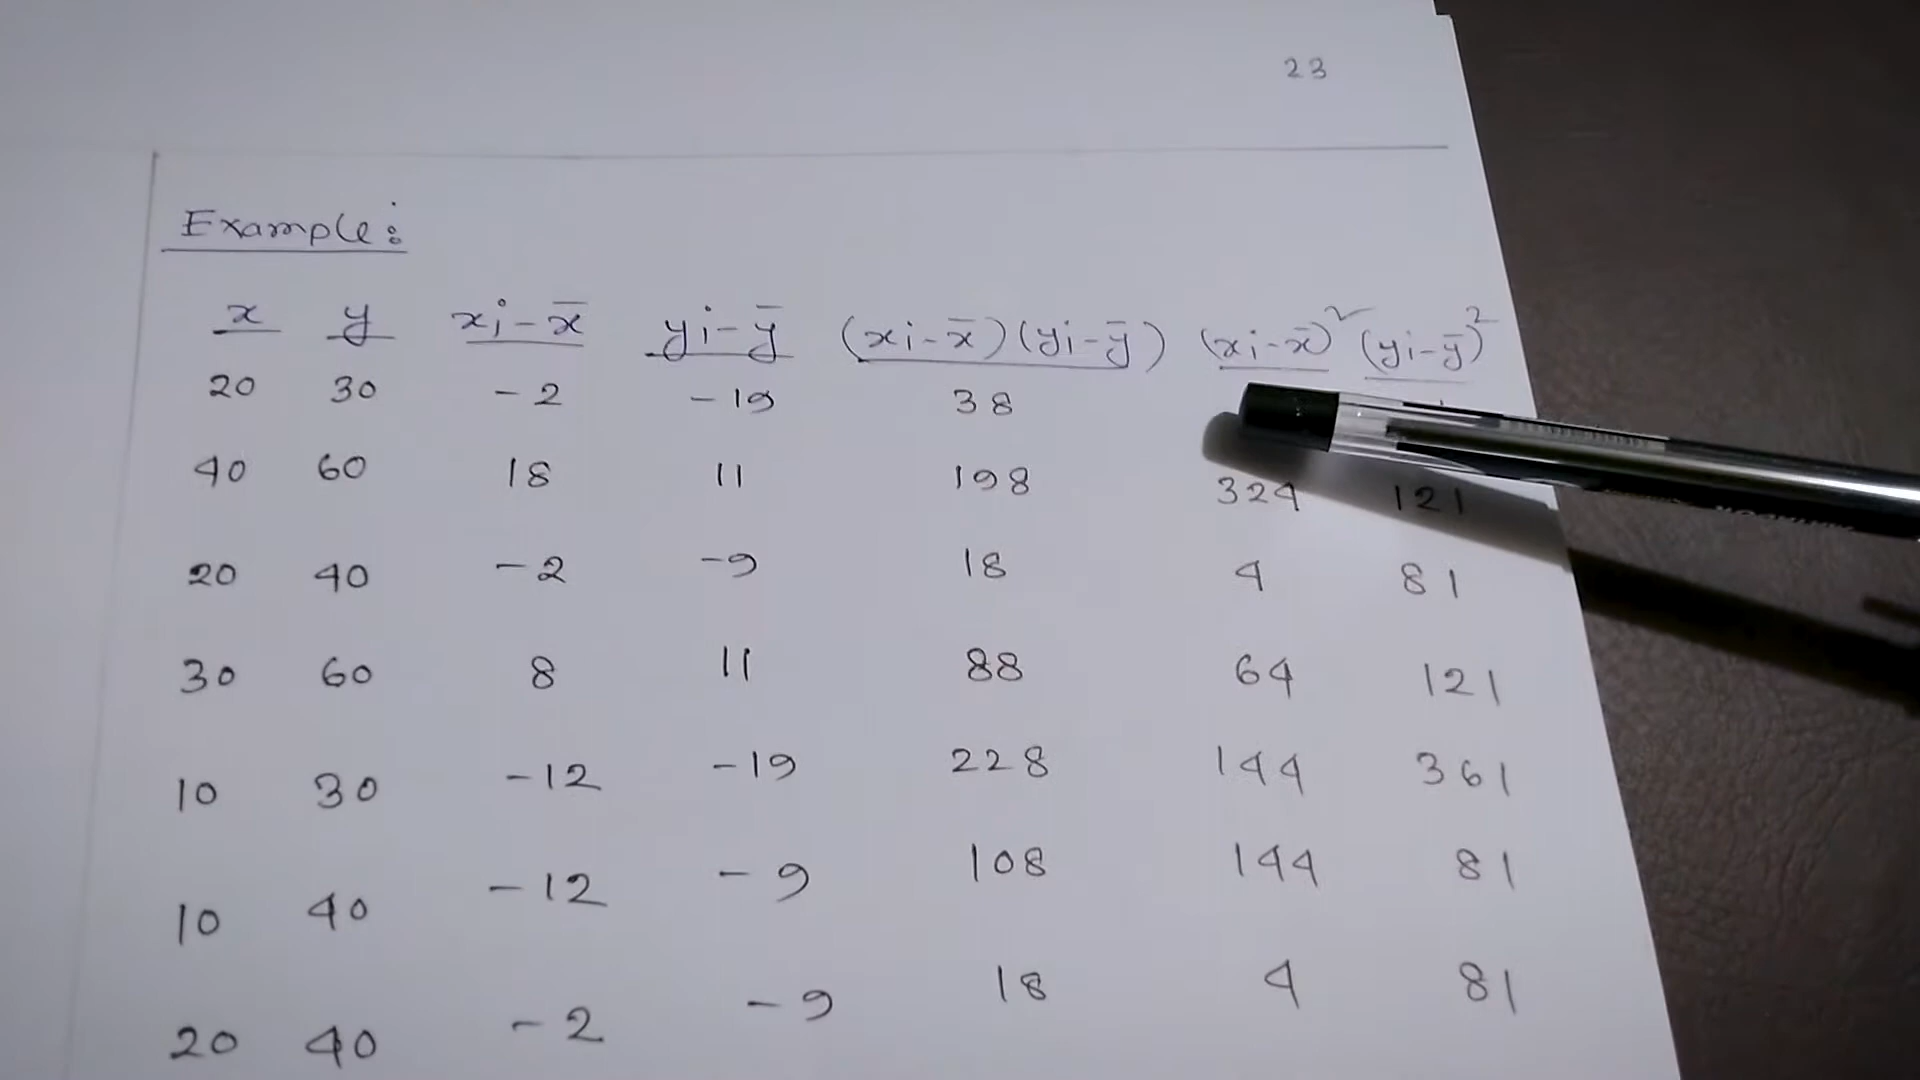 23
Example:
x y xi-x̄ yi-ȳ (xi-x̄)(yi-ȳ) (xi-x̄)² (yi-ȳ)²
20 30 -2 -19 38
40 60 18 11 198 324 121
20 40 -2 -9 18 4 81
30 60 8 11 88 64 121
10 30 -12 -19 228 144 361
10 40 -12 -9 108 144 81
20 40 -2 -9 18 4 81